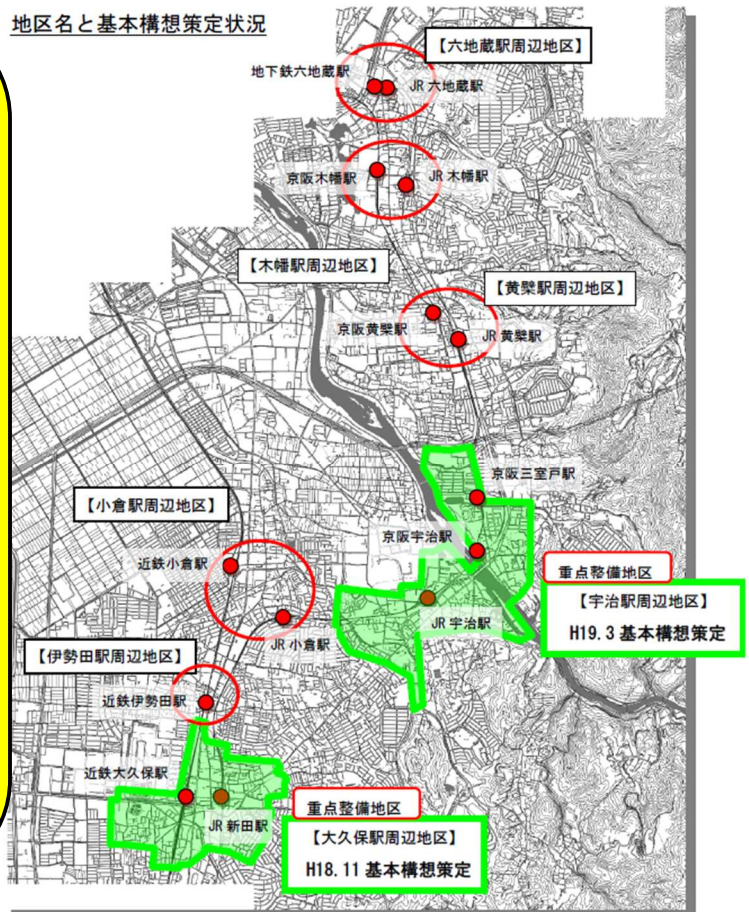 地区名と基本構想策定状況
【六地蔵駅周辺地区】
地下鉄六地蔵駅
JR 六地蔵駅
京阪木幡駅
JR 木幡駅
【木幡駅周辺地区】
【黄檗駅周辺地区】
京阪黄檗駅
JR 黄檗駅
京阪三室戸駅
【小倉駅周辺地区】
京阪宇治駅
近鉄小倉駅
重点整備地区
【宇治駅周辺地区】
H19.3 基本構想策定
JR 宇治駅
JR 小倉駅
【伊勢田駅周辺地区】
近鉄伊勢田駅
近鉄大久保駅
JR 新田駅
重点整備地区
【大久保駅周辺地区】
H18.11 基本構想策定